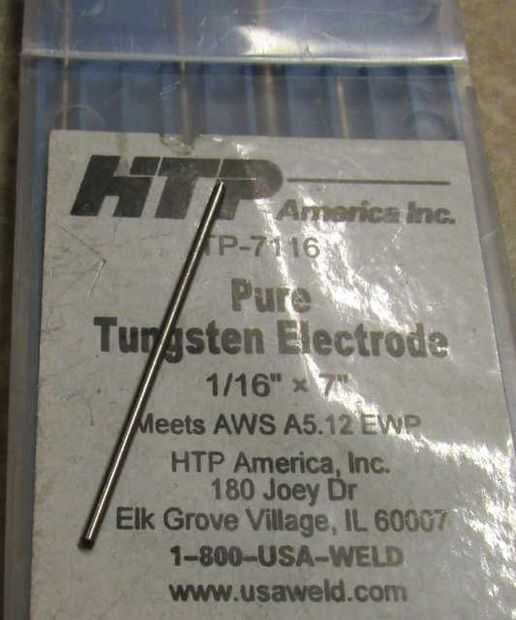 HTP America Inc.
TP-7116
Pure
Tungsten Electrode
1/16" × 7"
Meets AWS A5.12 EWP
HTP America, Inc.
180 Joey Dr
Elk Grove Village, IL 60007
1-800-USA-WELD
www.usaweld.com